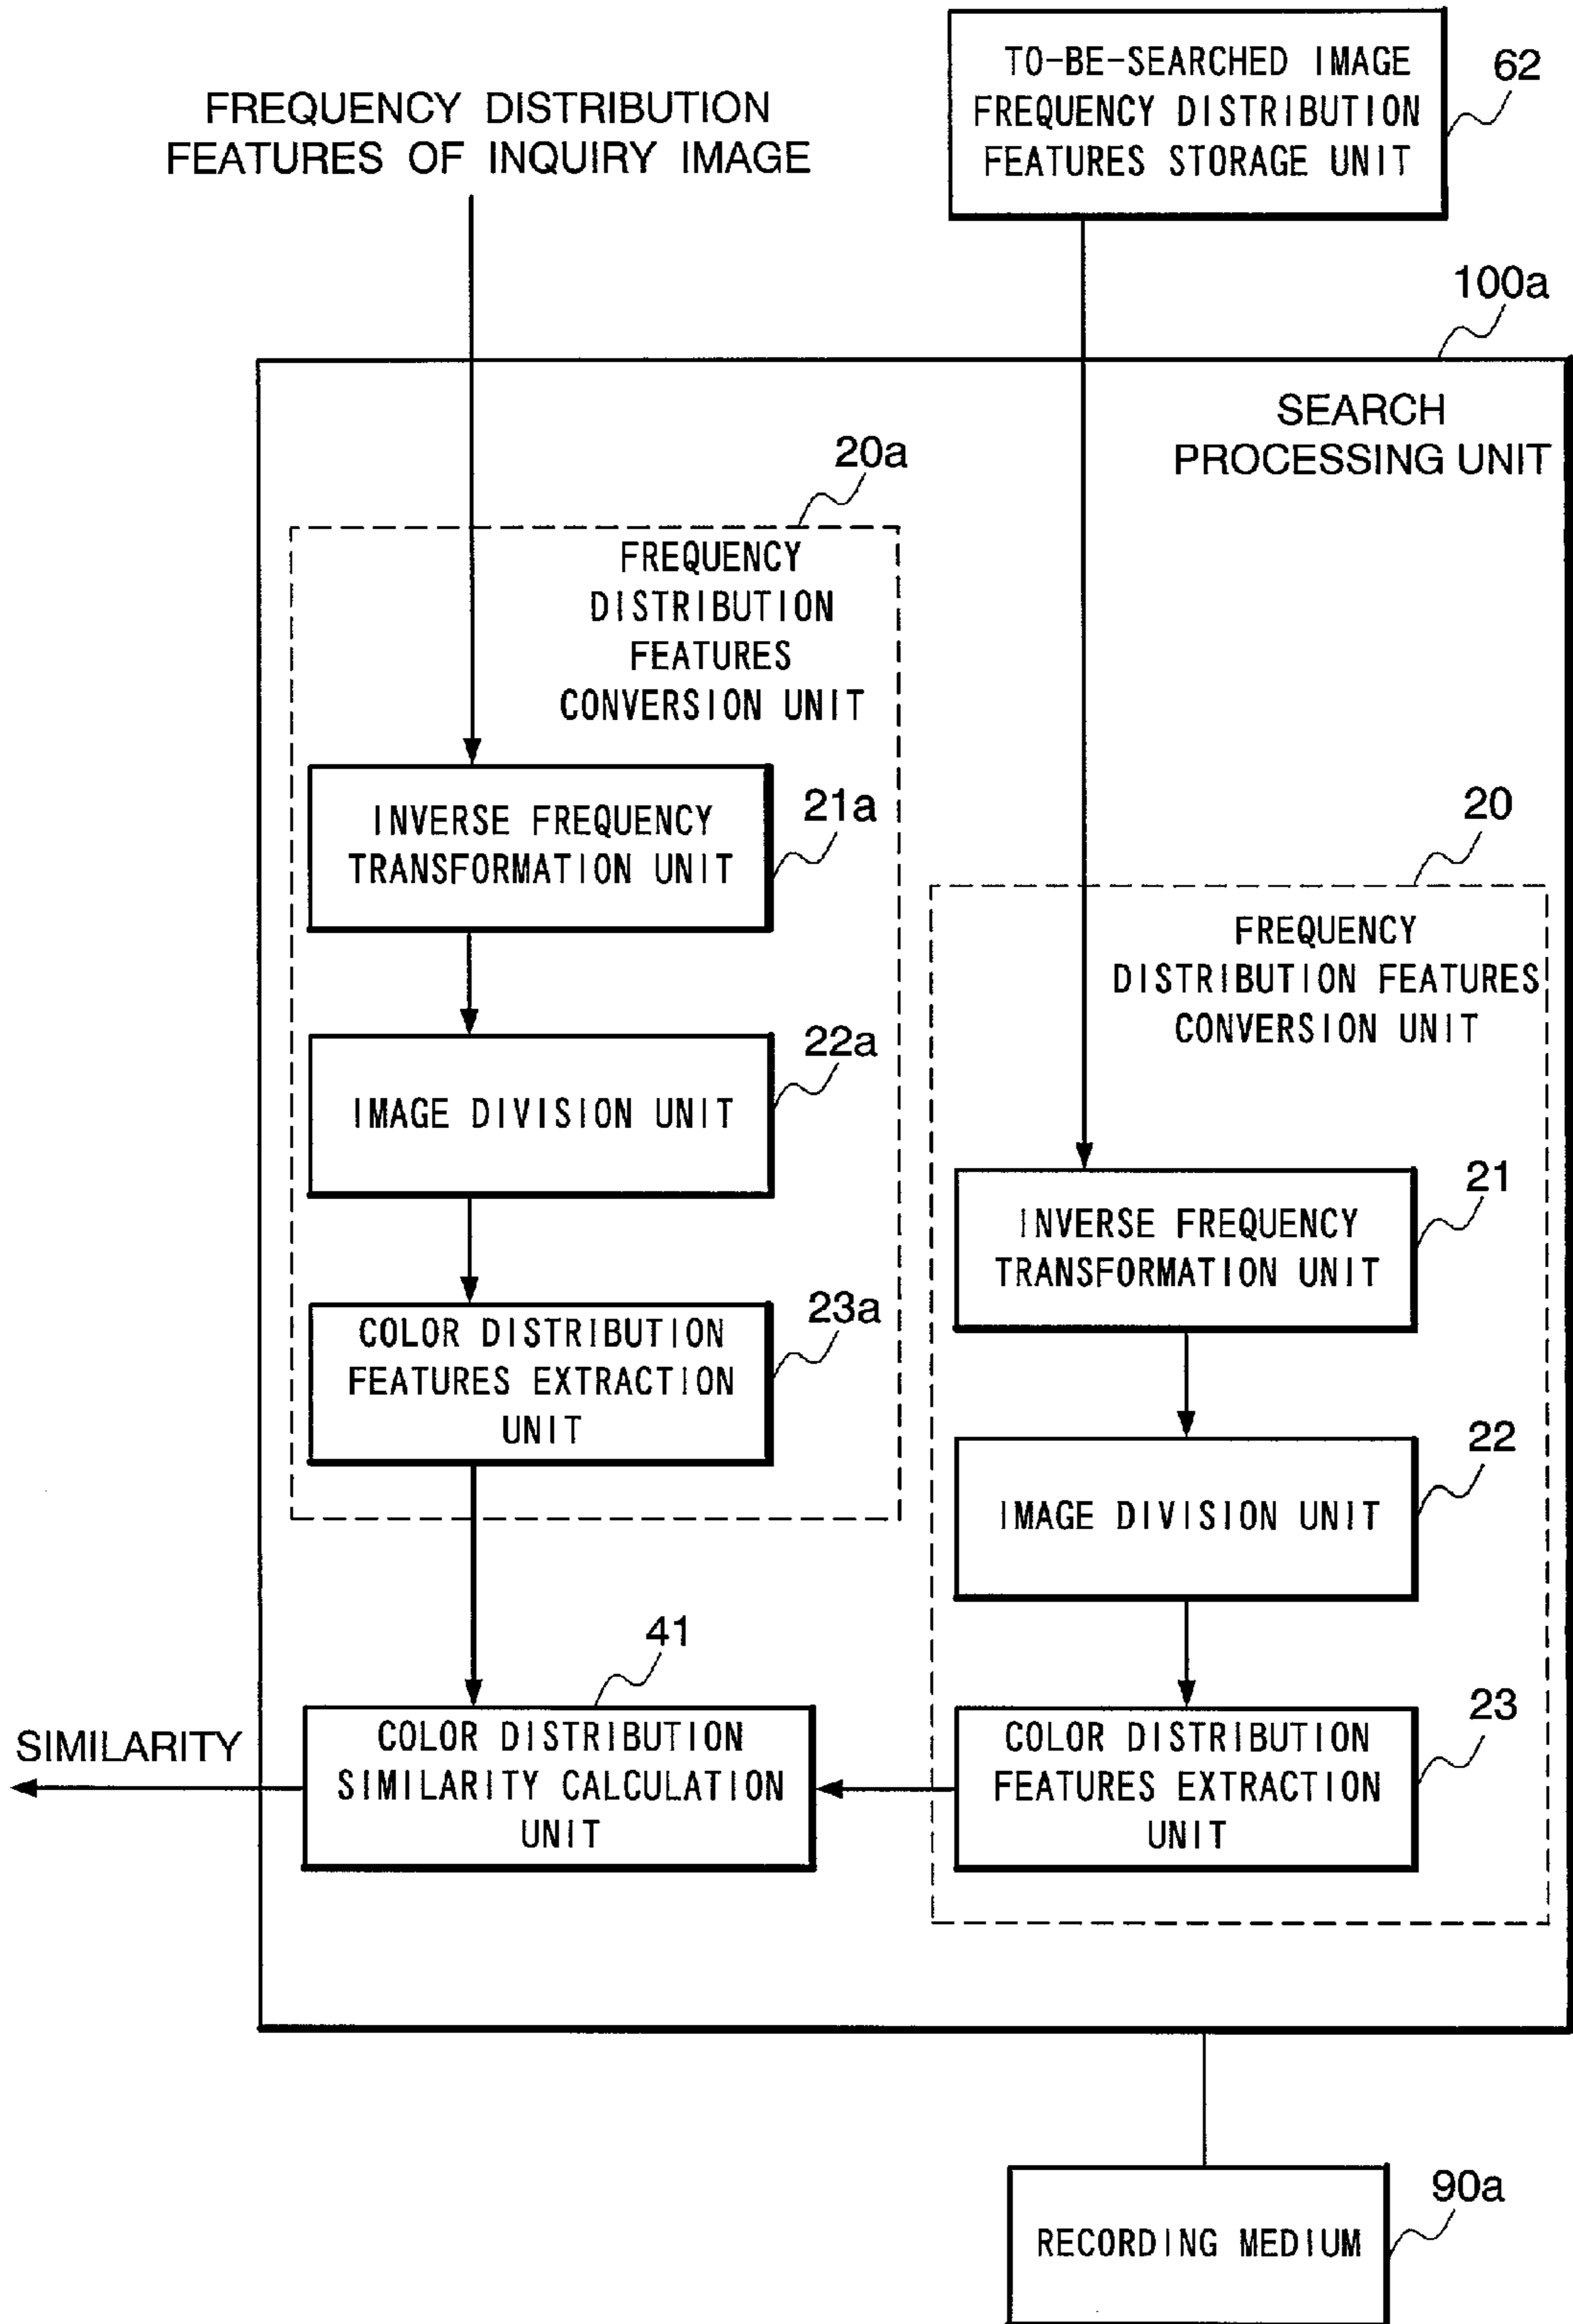 FREQUENCY DISTRIBUTION
FEATURES OF INQUIRY IMAGE
TO-BE-SEARCHED IMAGE
FREQUENCY DISTRIBUTION
FEATURES STORAGE UNIT
62
100a
SEARCH
PROCESSING UNIT
20a
FREQUENCY
DISTRIBUTION
FEATURES
CONVERSION UNIT
INVERSE FREQUENCY
TRANSFORMATION UNIT
21a
IMAGE DIVISION UNIT
22a
COLOR DISTRIBUTION
FEATURES EXTRACTION
UNIT
23a
20
FREQUENCY
DISTRIBUTION FEATURES
CONVERSION UNIT
INVERSE FREQUENCY
TRANSFORMATION UNIT
21
IMAGE DIVISION UNIT
22
COLOR DISTRIBUTION
FEATURES EXTRACTION
UNIT
23
41
COLOR DISTRIBUTION
SIMILARITY CALCULATION
UNIT
SIMILARITY
RECORDING MEDIUM
90a